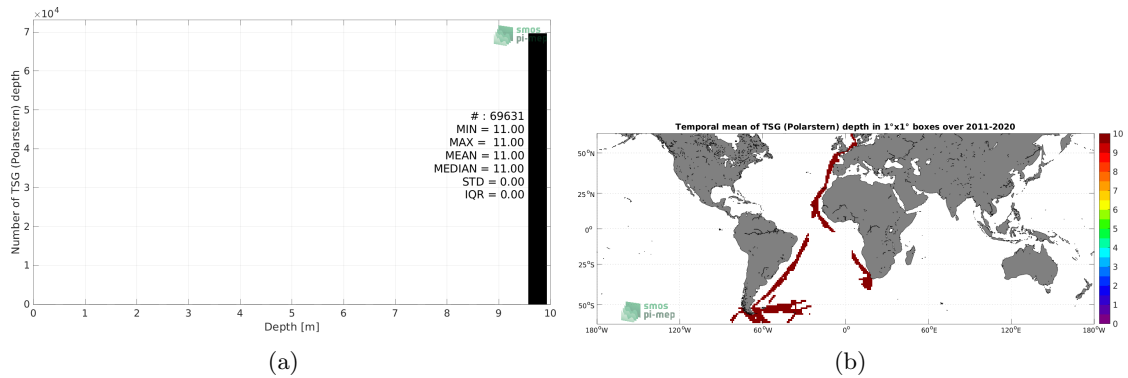 ×10⁴
7
6
5
4
3
2
1
0
Number of TSG (Polarstern) depth
smos
pi-mep
# : 69631
MIN = 11.00
MAX = 11.00
MEAN = 11.00
MEDIAN = 11.00
STD = 0.00
IQR = 0.00
0 1 2 3 4 5 6 7 8 9 10
Depth [m]
(a)
Temporal mean of TSG (Polarstern) depth in 1°x1° boxes over 2011-2020
50°N
25°N
0°
25°S
50°S
smos
pi-mep
180°W 120°W 60°W 0° 60°E 120°E 180°E
10
9
8
7
6
5
4
3
2
1
0
(b)